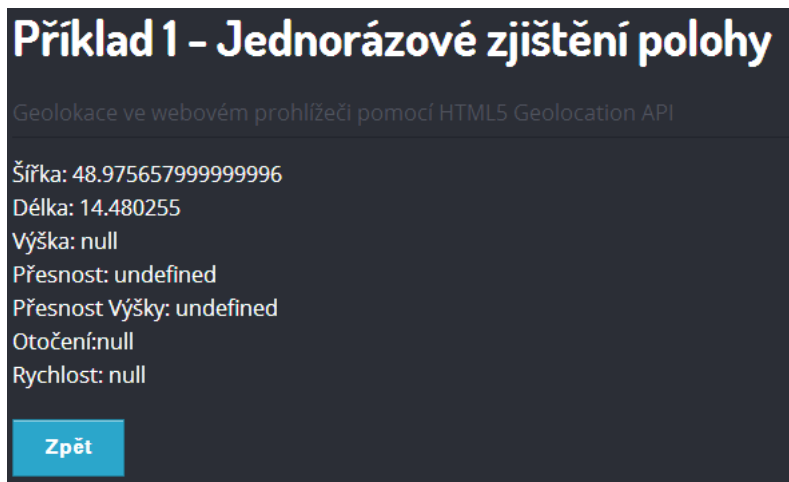 Příklad 1 – Jednorázové zjištění polohy
Geolokace ve webovém prohlížeči pomocí HTML5 Geolocation API
Šířka: 48.975657999999996
Délka: 14.480255
Výška: null
Přesnost: undefined
Přesnost Výšky: undefined
Otočení:null
Rychlost: null
Zpět